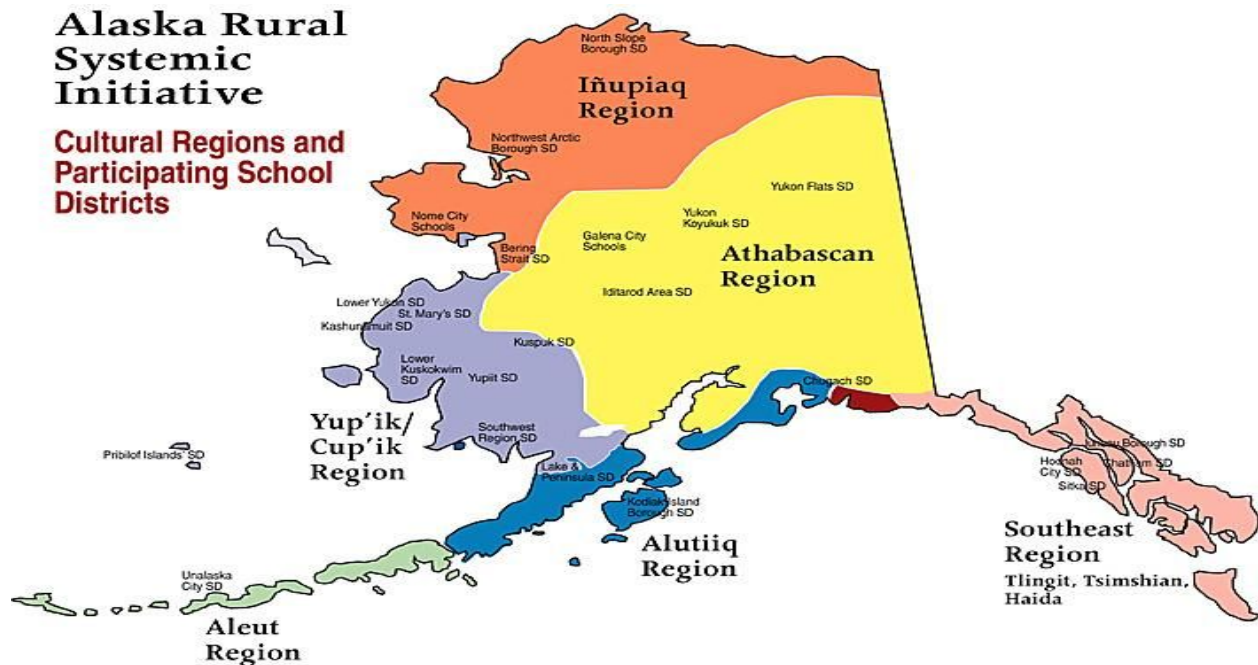 Alaska Rural
Systemic
Initiative
Cultural Regions and
Participating School
Districts
North Slope
Borough SD
Iñupiaq
Region
Northwest Arctic
Borough SD
Nome City
Schools
Bering
Strait SD
Yukon Flats SD
Yukon
Koyukuk SD
Galena City
Schools
Athabascan
Region
Iditarod Area SD
Lower Yukon SD
St. Mary's SD
Kashunamuit SD
Kuspuk SD
Lower
Kuskokwim
SD
Yupiit SD
Chugach SD
Yup'ik/
Cup'ik
Region
Southwest
Region SD
Pribilof Islands SD
Lake &
Peninsula SD
Kodiak Island
Borough SD
Juneau Borough SD
Hoonah
City SD
Chatham SD
Sitka SD
Alutiiq
Region
Southeast
Region
Tlingit, Tsimshian,
Haida
Unalaska
City SD
Aleut
Region